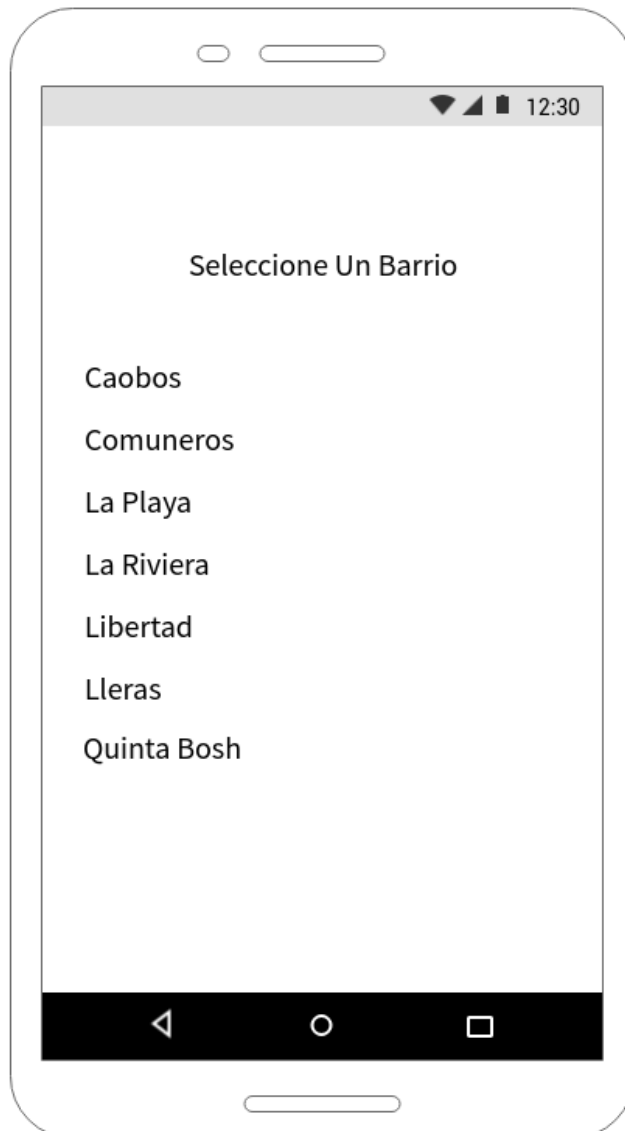 12:30
Seleccione Un Barrio
Caobos
Comuneros
La Playa
La Riviera
Libertad
Lleras
Quinta Bosh